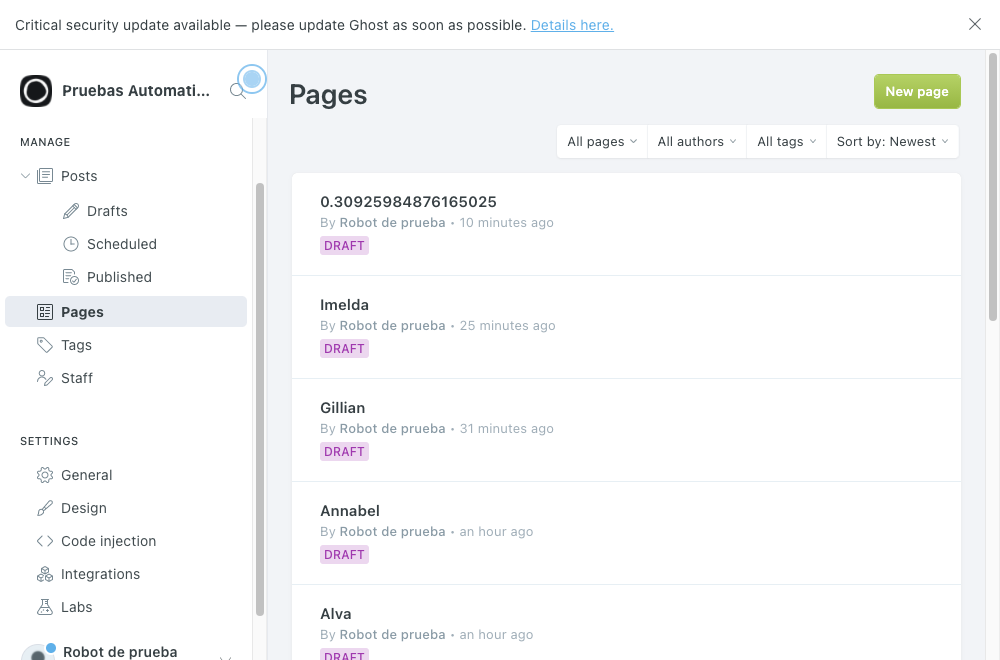 Critical security update available — please update Ghost as soon as possible. Details here.
Pruebas Automati...
MANAGE
Posts
Drafts
Scheduled
Published
Pages
Tags
Staff
SETTINGS
General
Design
Code injection
Integrations
Labs
Robot de prueba
Pages
New page
All pages
All authors
All tags
Sort by: Newest
0.30925984876165025
By Robot de prueba • 10 minutes ago
DRAFT
Imelda
By Robot de prueba • 25 minutes ago
DRAFT
Gillian
By Robot de prueba • 31 minutes ago
DRAFT
Annabel
By Robot de prueba • an hour ago
DRAFT
Alva
By Robot de prueba • an hour ago
DRAFT